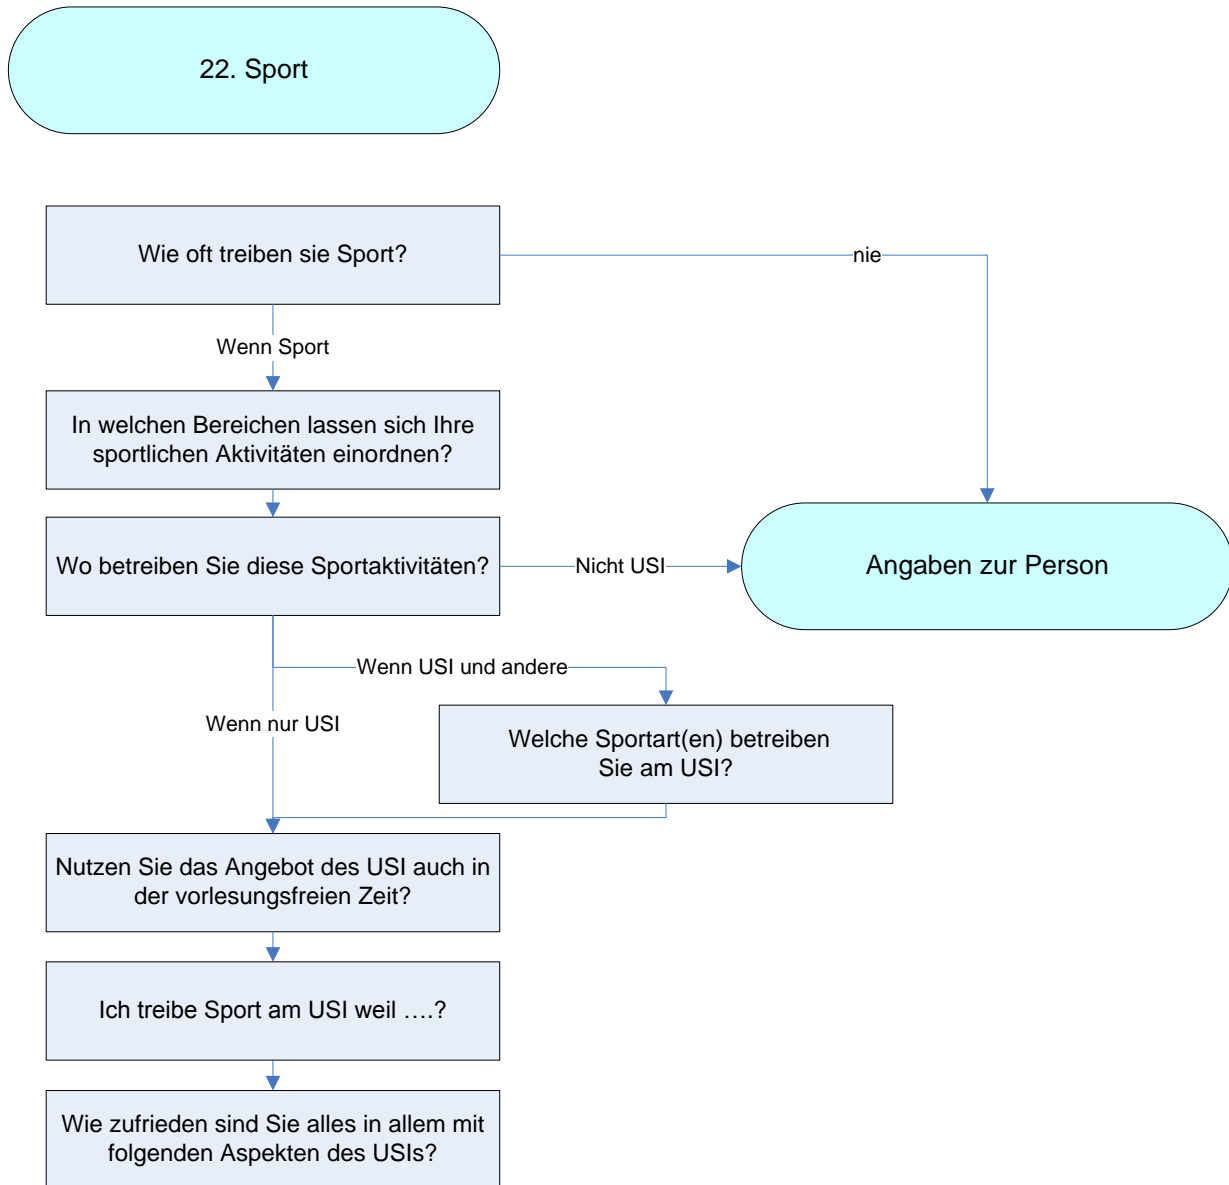 22. Sport
Wie oft treiben sie Sport?
nie
Wenn Sport
In welchen Bereichen lassen sich Ihre
sportlichen Aktivitäten einordnen?
Wo betreiben Sie diese Sportaktivitäten?
Nicht USI
Angaben zur Person
Wenn USI und andere
Wenn nur USI
Welche Sportart(en) betreiben
Sie am USI?
Nutzen Sie das Angebot des USI auch in
der vorlesungsfreien Zeit?
Ich treibe Sport am USI weil ….?
Wie zufrieden sind Sie alles in allem mit
folgenden Aspekten des USIs?